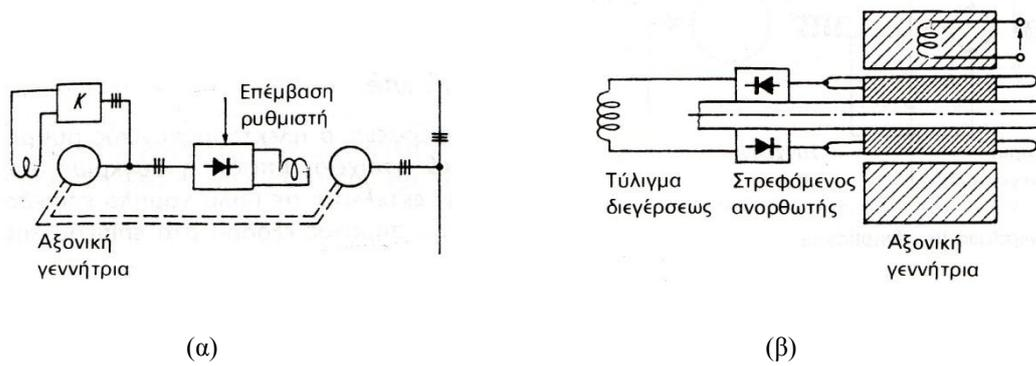 K
Επέμβαση
ρυθμιστή
Αξονική
γεννήτρια
(α)
Τύλιγμα
διεγέρσεως
Στρεφόμενος
ανορθωτής
Αξονική
γεννήτρια
(β)